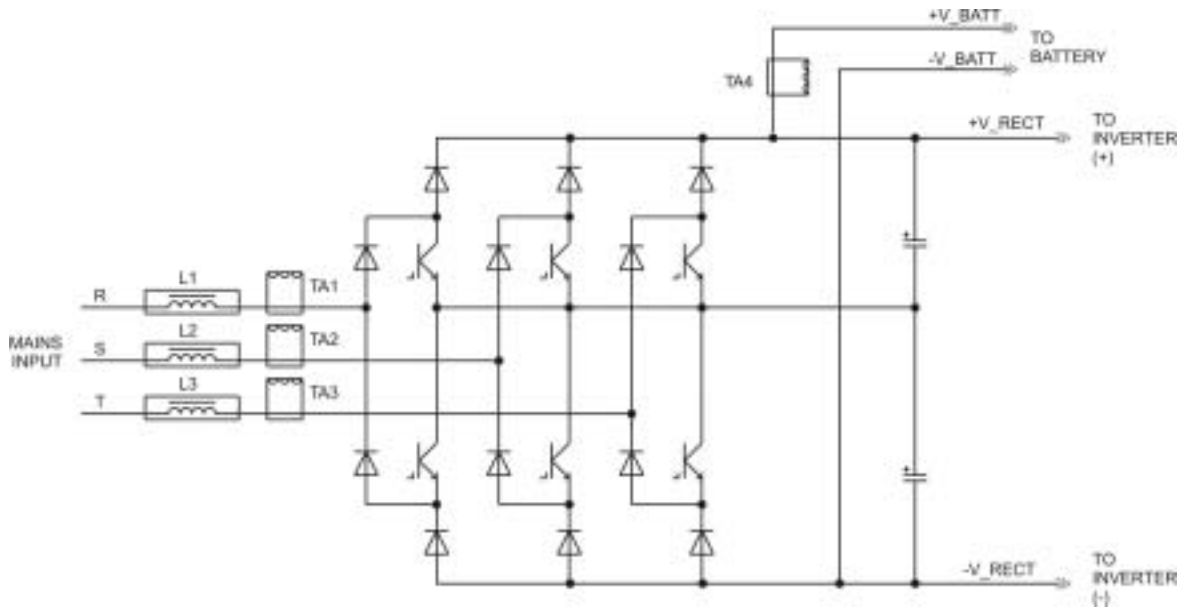 +V_BATT
TO
BATTERY
-V_BATT
TA4
+V_RECT
TO
INVERTER
(+)
+
L1
TA1
R
L2
TA2
MAINS
INPUT
S
L3
TA3
T
+
-V_RECT
TO
INVERTER
(-)